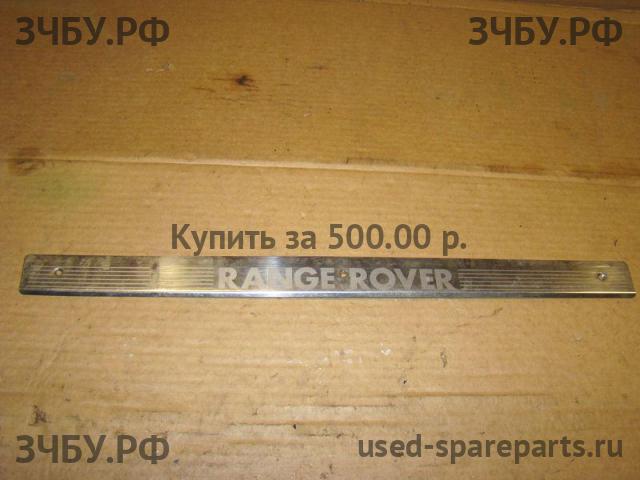 ЗЧБУ.РФ ЗЧБУ.РФ
Купить за 500.00 р.
RANGE ROVER
ЗЧБУ.РФ used-spareparts.ru